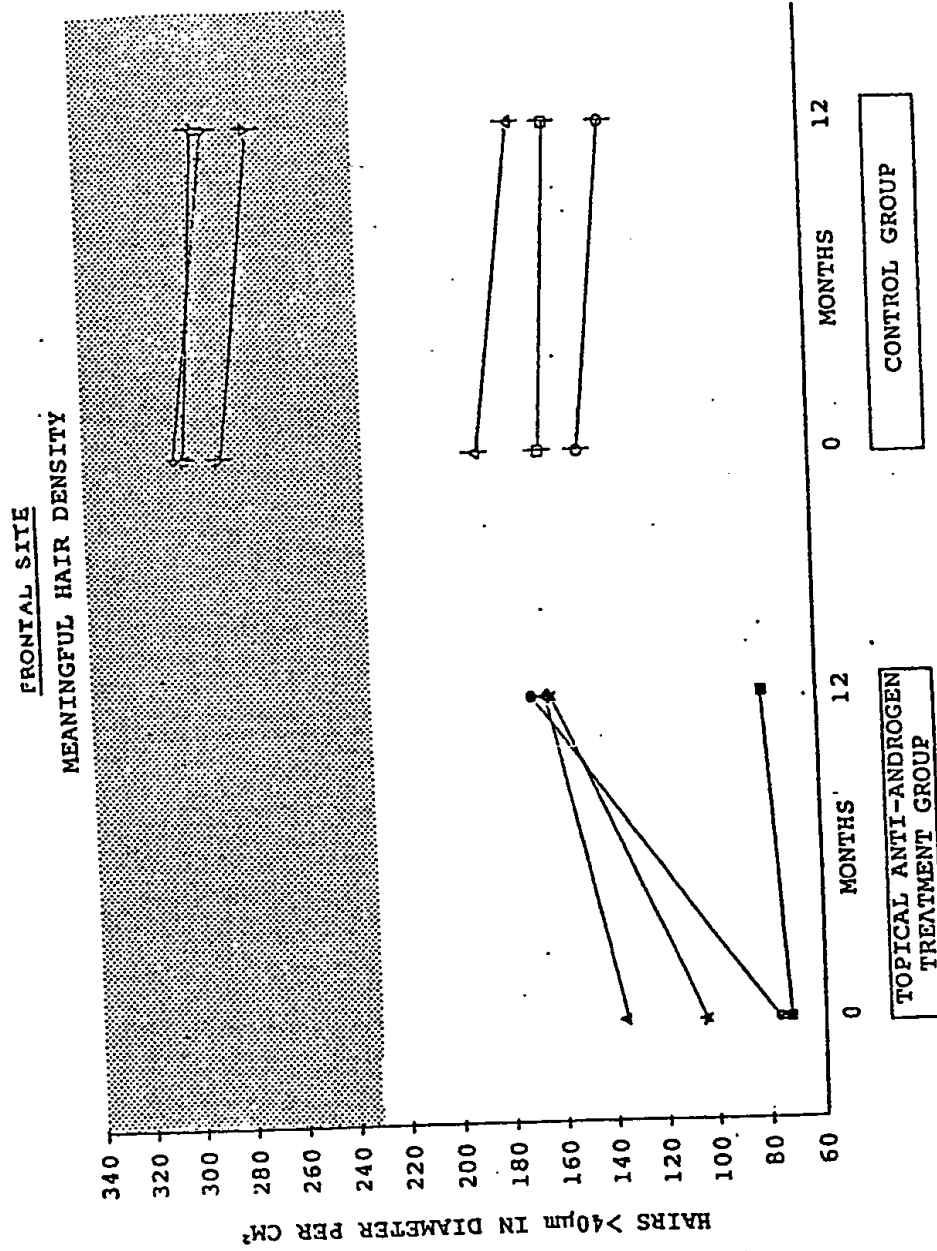 FRONTAL SITE
MEANINGFUL HAIR DENSITY
HAIRS >40µm IN DIAMETER PER CM²
340
320
300
280
260
240
220
200
180
160
140
120
100
80
60
0
MONTHS'
12
0
MONTHS
12
TOPICAL ANTI-ANDROGEN
TREATMENT GROUP
CONTROL GROUP